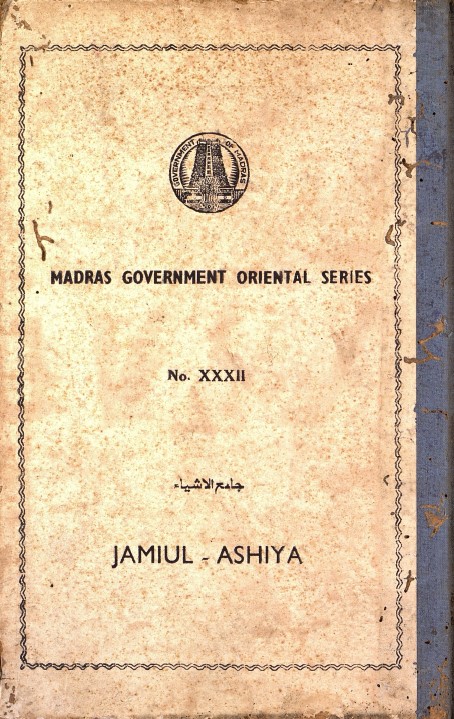 GOVERNMENT OF MADRAS
MADRAS GOVERNMENT ORIENTAL SERIES
No. XXXII
جامع الاشياء
JAMIUL - ASHIYA